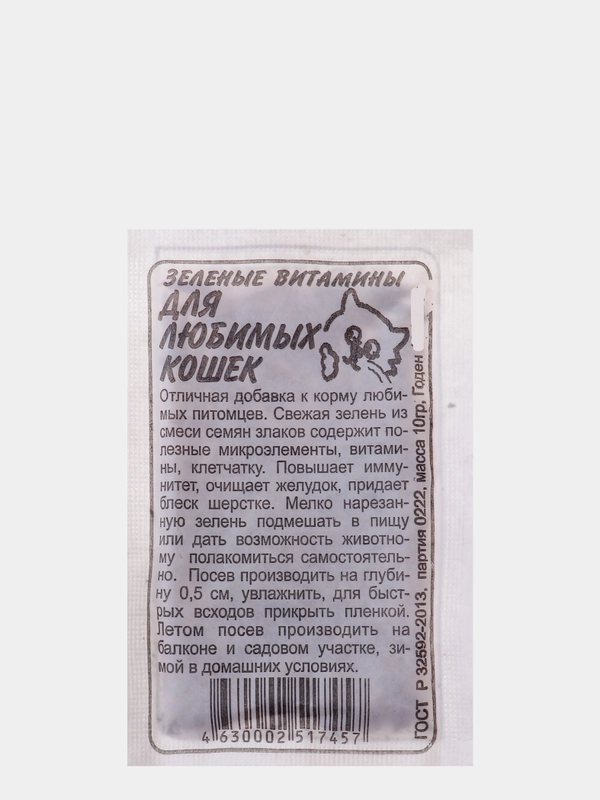 ЗЕЛЕНЫЕ ВИТАМИНЫ
ДЛЯ
ЛЮБИМЫХ
КОШЕК
Отличная добавка к корму люби-
мых питомцев. Свежая зелень из
смеси семян злаков содержит по-
лезные микроэлементы, витами-
ны, клетчатку. Повышает имму-
нитет, очищает желудок, придает
блеск шерстке. Мелко нарезан-
ную зелень подмешать в пищу
или дать возможность животно-
му полакомиться самостоятель-
но. Посев производить на глуби-
ну 0,5 см, увлажнить, для быст-
рых всходов прикрыть пленкой.
Летом посев производить на
балконе и садовом участке, зи-
мой в домашних условиях.
4 630002 517457
ГОСТ Р 32592-2013, партия 0222, масса 10гр, Годен